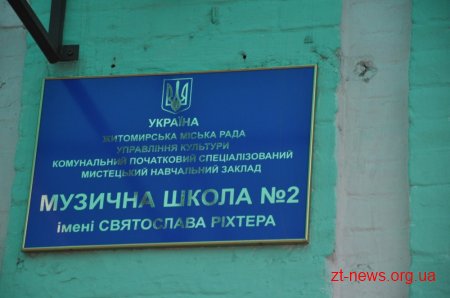 УКРАЇНА
ЖИТОМИРСЬКА МІСЬКА РАДА
УПРАВЛІННЯ КУЛЬТУРИ
КОМУНАЛЬНИЙ ПОЧАТКОВИЙ СПЕЦІАЛІЗОВАНИЙ
МИСТЕЦЬКИЙ НАВЧАЛЬНИЙ ЗАКЛАД
МУЗИЧНА ШКОЛА №2
імені СВЯТОСЛАВА РІХТЕРА
zt-news.org.ua